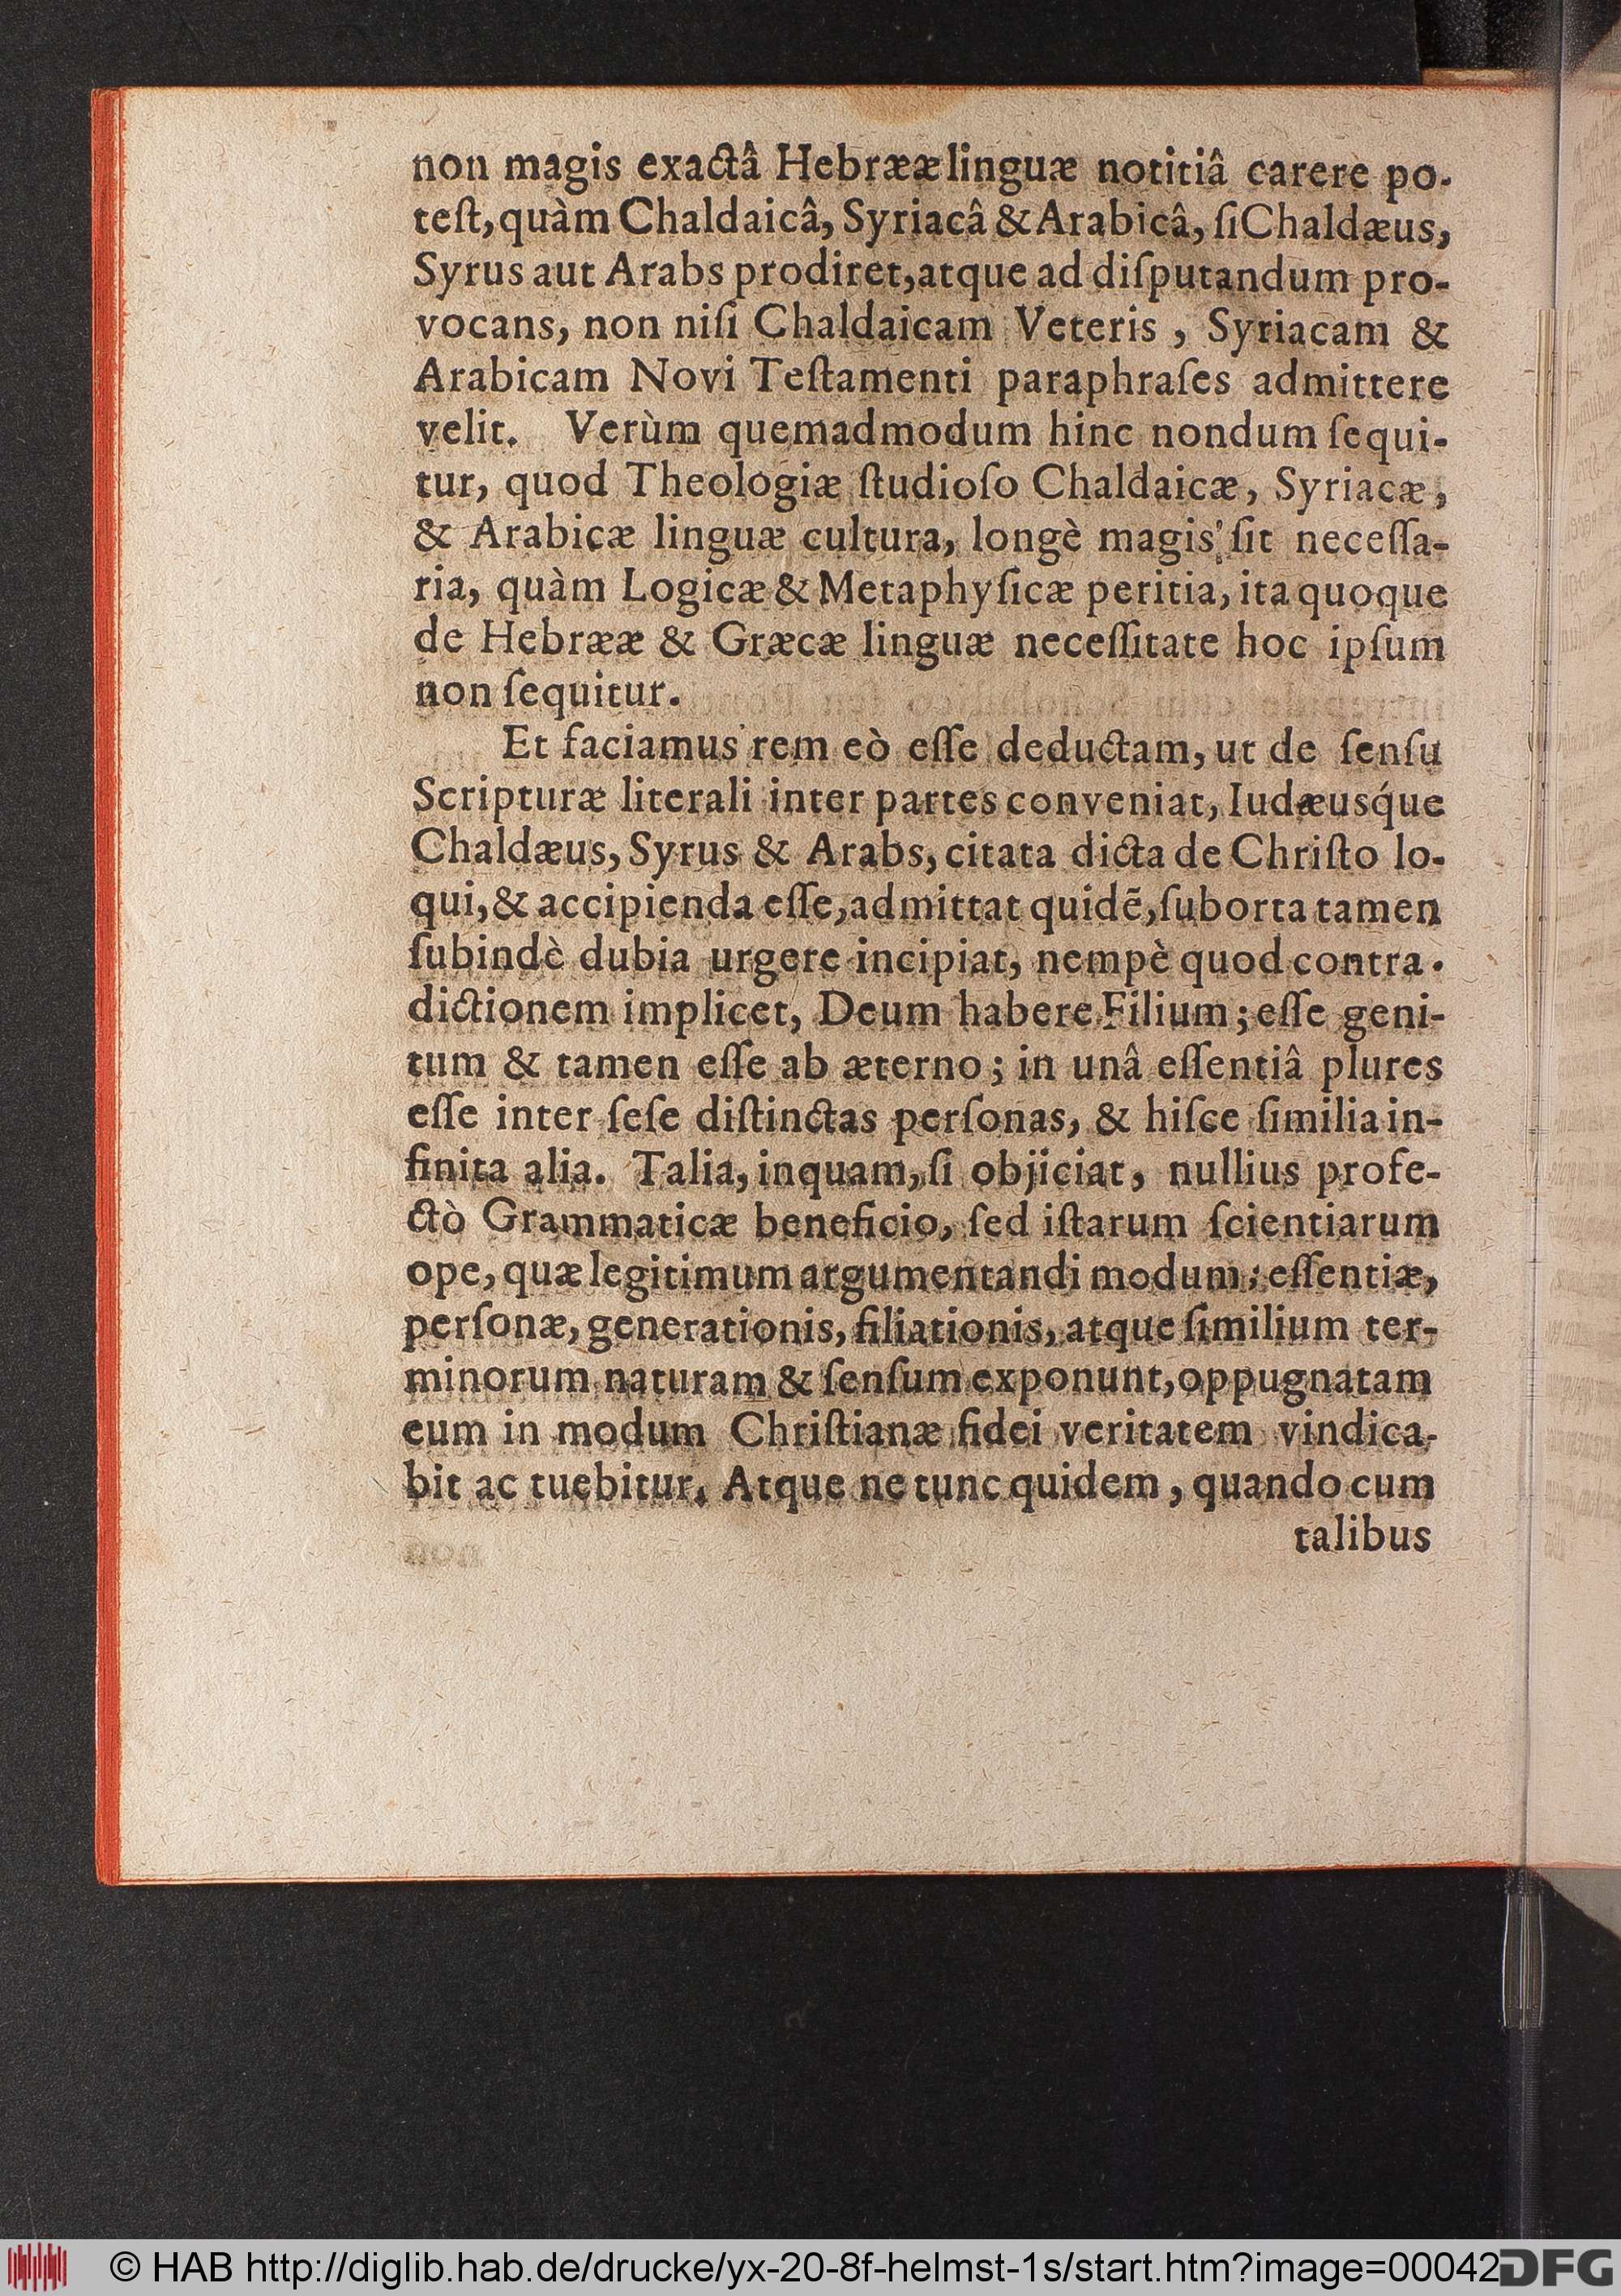 non magis exactâ Hebrææ linguæ notitiâ carere po-
teſt, quàm Chaldaicâ, Syriacâ & Arabicâ, ſi Chaldæus,
Syrus aut Arabs prodiret, atque ad diſputandum pro-
vocans, non niſi Chaldaicam Veteris, Syriacam &
Arabicam Novi Teſtamenti paraphraſes admittere
velit. Verùm quemadmodum hinc nondum ſequi-
tur, quod Theologiæ ſtudioſo Chaldaicæ, Syriacæ,
& Arabicæ linguæ cultura, longè magis ſit neceſſa-
ria, quàm Logicæ & Metaphyſicæ peritia, ita quoque
de Hebrææ & Græcæ linguæ neceſſitate hoc ipſum
non ſequitur.
Et faciamus rem eò eſſe deductam, ut de ſenſu
Scripturæ literali inter partes conveniat, Iudæusq́ue
Chaldæus, Syrus & Arabs, citata dicta de Chriſto lo-
qui, & accipienda eſſe, admittat quidẽ, ſuborta tamen
ſubindè dubia urgere incipiat, nempè quod contra-
dictionem implicet, Deum habere Filium; eſſe geni-
tum & tamen eſſe ab æterno; in unâ eſſentiâ plures
eſſe inter ſeſe diſtinctas perſonas, & hiſce ſimilia in-
finita alia. Talia, inquam, ſi objiciat, nullius profe-
ctò Grammaticæ beneficio, ſed iſtarum ſcientiarum
ope, quæ legitimum argumentandi modum; eſſentiæ,
perſonæ, generationis, filiationis, atque ſimilium ter-
minorum naturam & ſenſum exponunt, oppugnatam
eum in modum Chriſtianæ fidei veritatem vindica-
bit ac tuebitur. Atque ne tunc quidem, quando cum
talibus
© HAB http://diglib.hab.de/drucke/yx-20-8f-helmst-1s/start.htm?image=00042
DFG